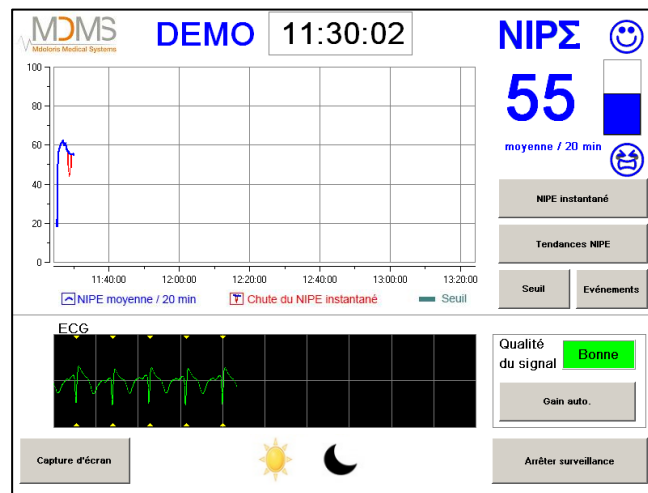 MDMS
Mdoloris Medical Systems
DEMO
11:30:02
NIPΣ
55
moyenne / 20 min
100
80
60
40
20
0
11:40:00 12:00:00 12:20:00 12:40:00 13:00:00 13:20:00
NIPE moyenne / 20 min Chute du NIPE instantané Seuil
NIPE instantané
Tendances NIPE
Seuil Evénements
ECG
Qualité
du signal
Bonne
Gain auto.
Capture d'écran
Arrêter surveillance